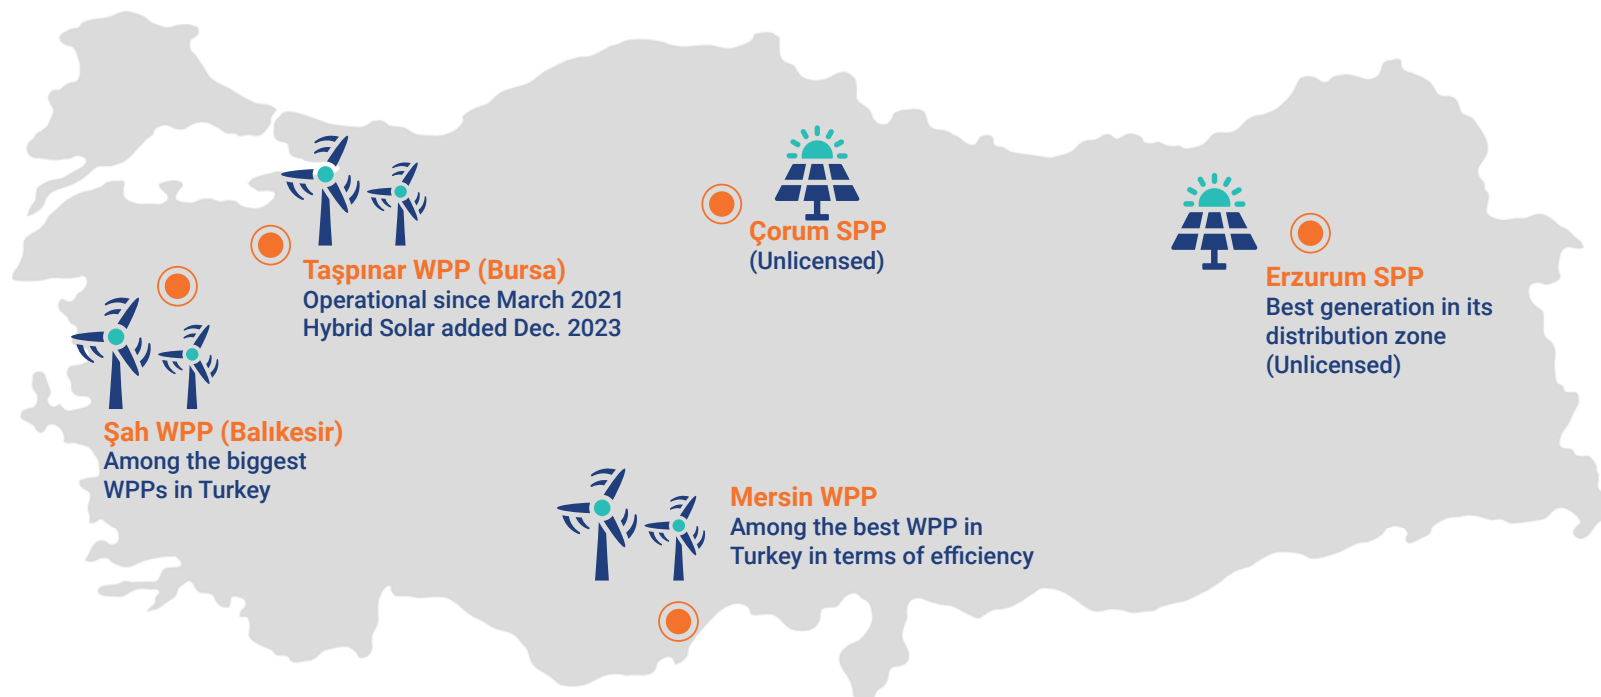 Taşpınar WPP (Bursa)
Operational since March 2021
Hybrid Solar added Dec. 2023
Çorum SPP
(Unlicensed)
Erzurum SPP
Best generation in its
distribution zone
(Unlicensed)
Şah WPP (Balıkesir)
Among the biggest
WPPs in Turkey
Mersin WPP
Among the best WPP in
Turkey in terms of efficiency